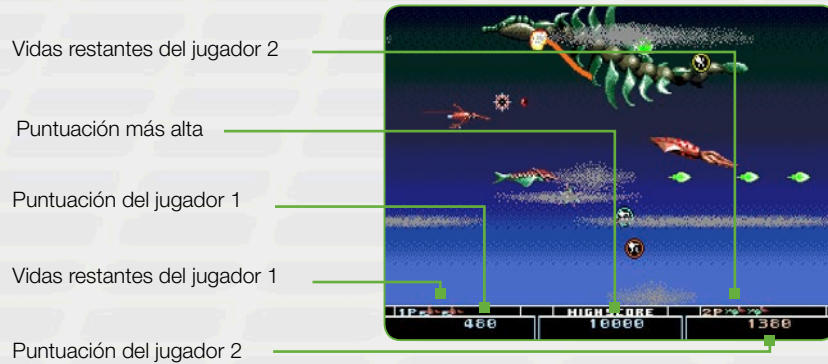 Vidas restantes del jugador 2
Puntuación más alta
Puntuación del jugador 1
Vidas restantes del jugador 1
Puntuación del jugador 2
1P HIGHSCORE 2P
480 10000 1380